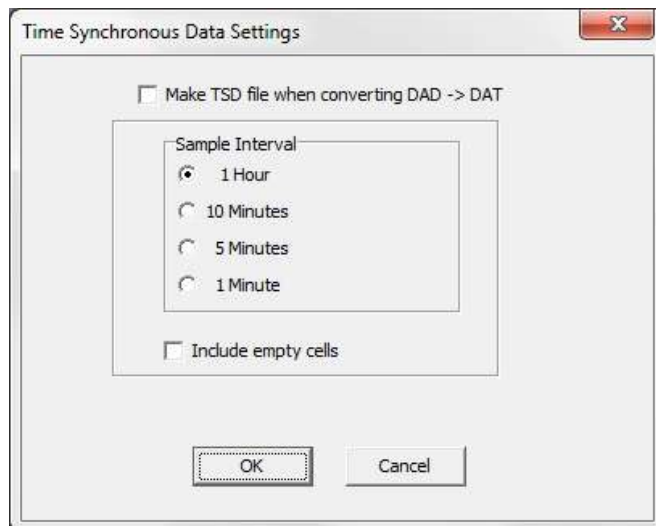 Time Synchronous Data Settings
Make TSD file when converting DAD -> DAT
Sample Interval
1 Hour
10 Minutes
5 Minutes
1 Minute
Include empty cells
OK Cancel